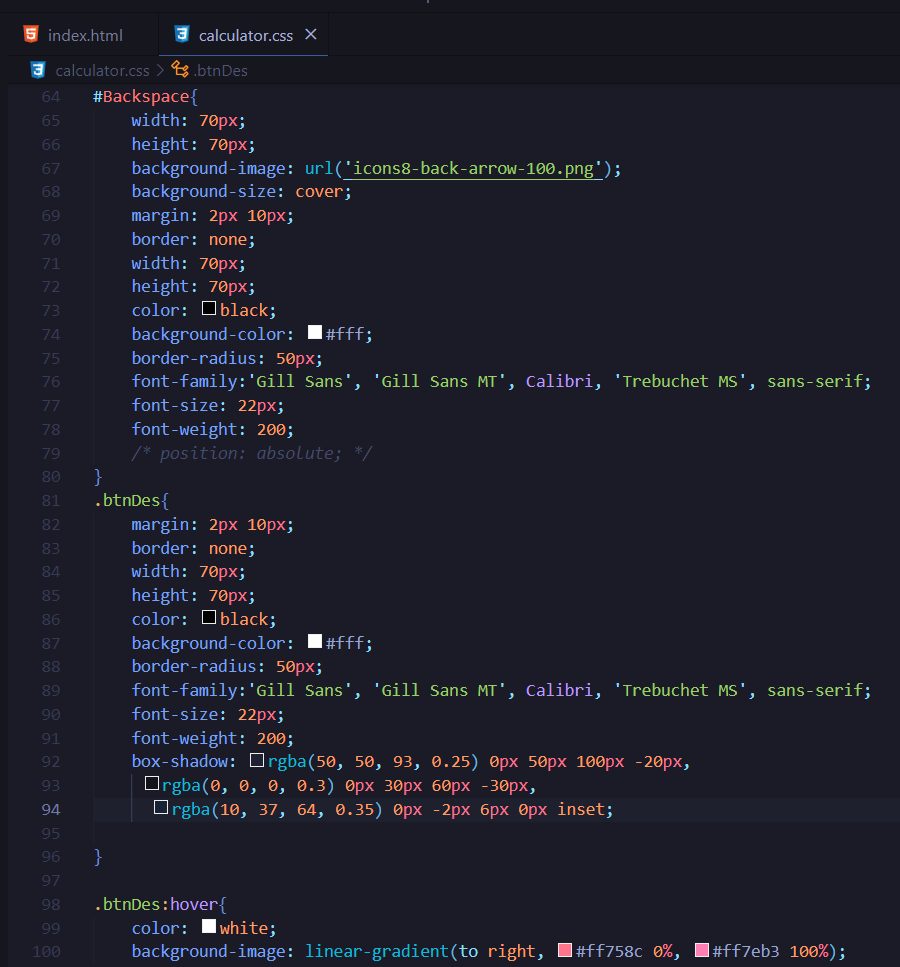 index.html
calculator.css ×
calculator.css > .btnDes
64 #Backspace{
65 width: 70px;
66 height: 70px;
67 background-image: url('icons8-back-arrow-100.png');
68 background-size: cover;
69 margin: 2px 10px;
70 border: none;
71 width: 70px;
72 height: 70px;
73 color: black;
74 background-color: #fff;
75 border-radius: 50px;
76 font-family:'Gill Sans', 'Gill Sans MT', Calibri, 'Trebuchet MS', sans-serif;
77 font-size: 22px;
78 font-weight: 200;
79 /* position: absolute; */
80 }
81 .btnDes{
82 margin: 2px 10px;
83 border: none;
84 width: 70px;
85 height: 70px;
86 color: black;
87 background-color: #fff;
88 border-radius: 50px;
89 font-family:'Gill Sans', 'Gill Sans MT', Calibri, 'Trebuchet MS', sans-serif;
90 font-size: 22px;
91 font-weight: 200;
92 box-shadow: rgba(50, 50, 93, 0.25) 0px 50px 100px -20px,
93 rgba(0, 0, 0, 0.3) 0px 30px 60px -30px,
94 rgba(10, 37, 64, 0.35) 0px -2px 6px 0px inset;
95
96 }
97
98 .btnDes:hover{
99 color: white;
100 background-image: linear-gradient(to right, #ff758c 0%, #ff7eb3 100%);